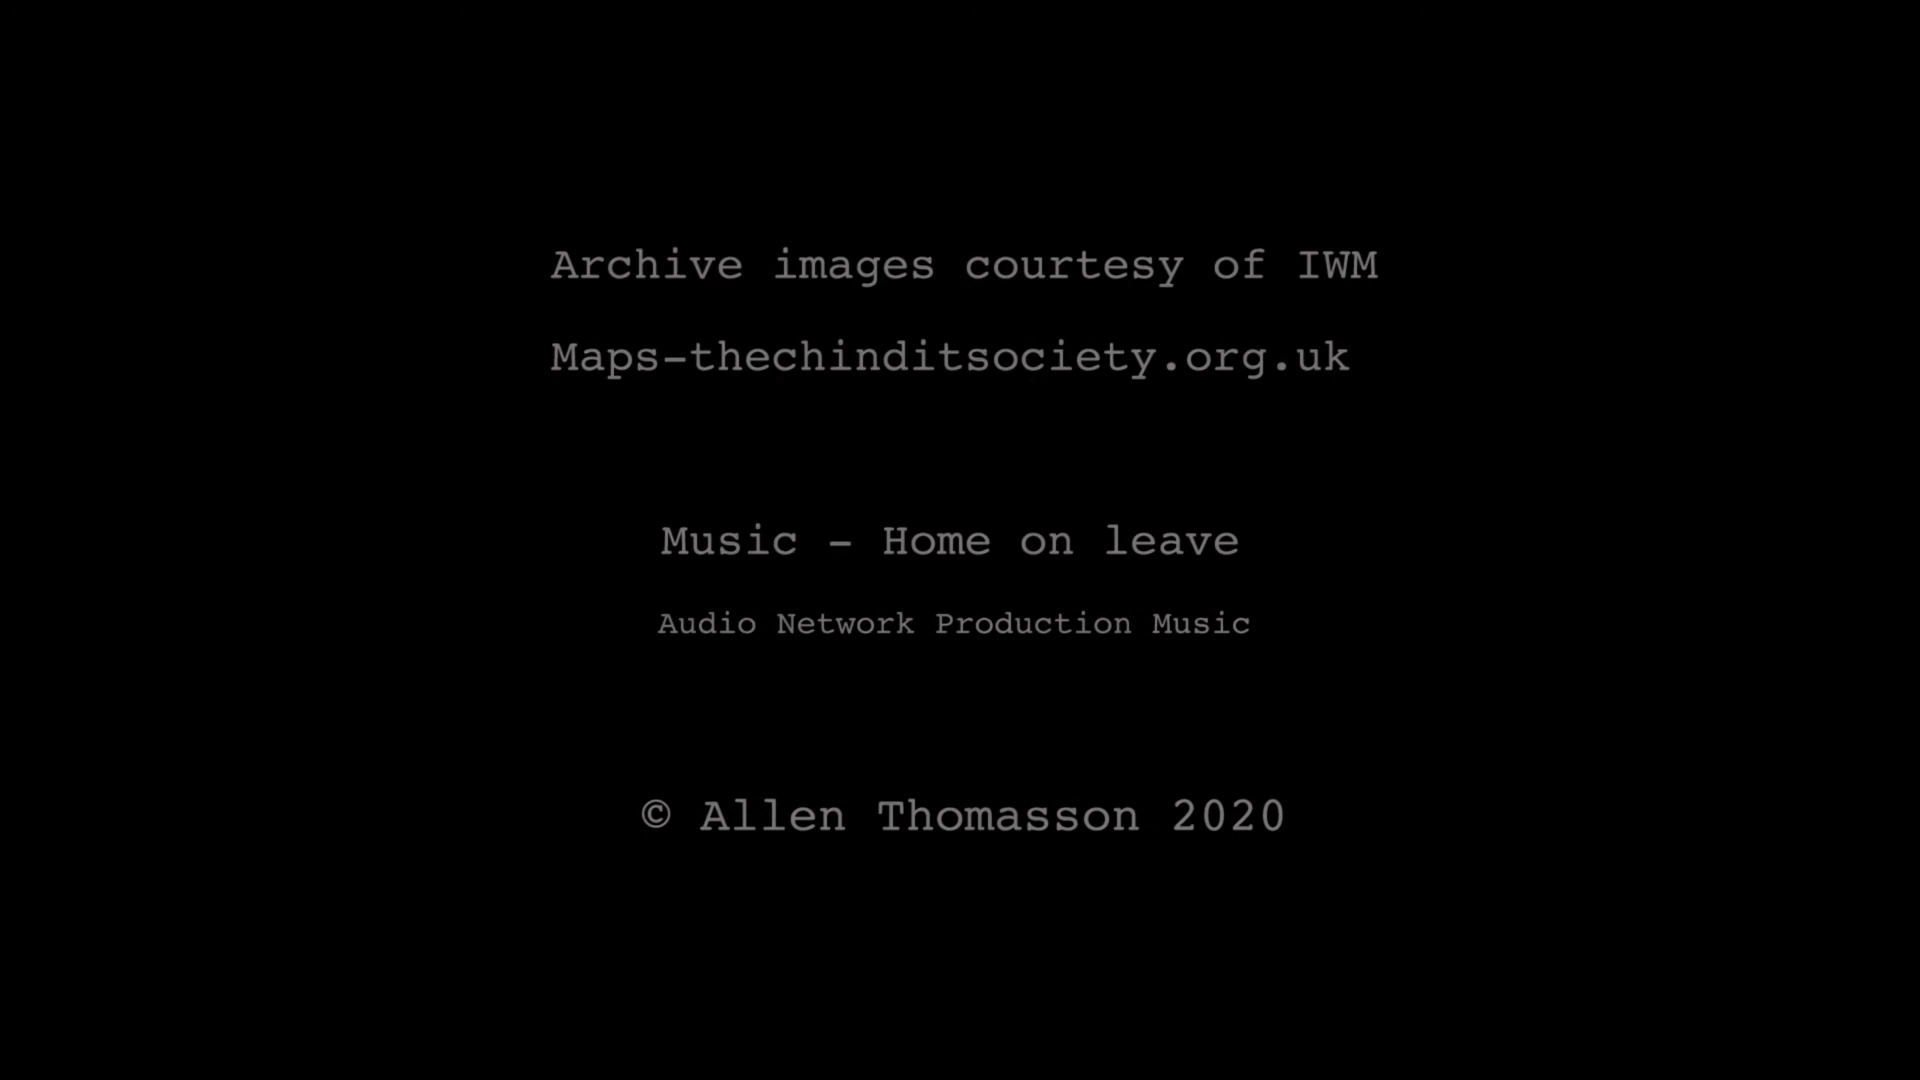 Archive images courtesy of IWM
Maps-thechinditsociety.org.uk
Music - Home on leave
Audio Network Production Music
© Allen Thomasson 2020